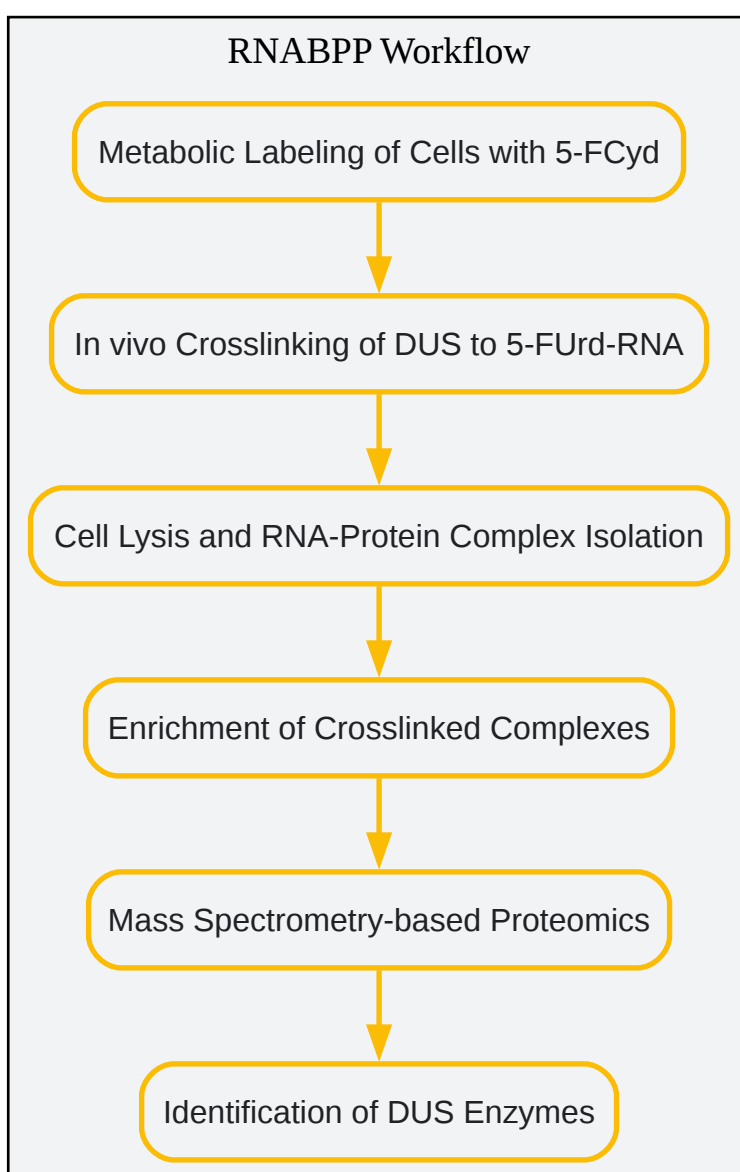 RNABPP Workflow
Metabolic Labeling of Cells with 5-FCyd
In vivo Crosslinking of DUS to 5-FUrd-RNA
Cell Lysis and RNA-Protein Complex Isolation
Enrichment of Crosslinked Complexes
Mass Spectrometry-based Proteomics
Identification of DUS Enzymes